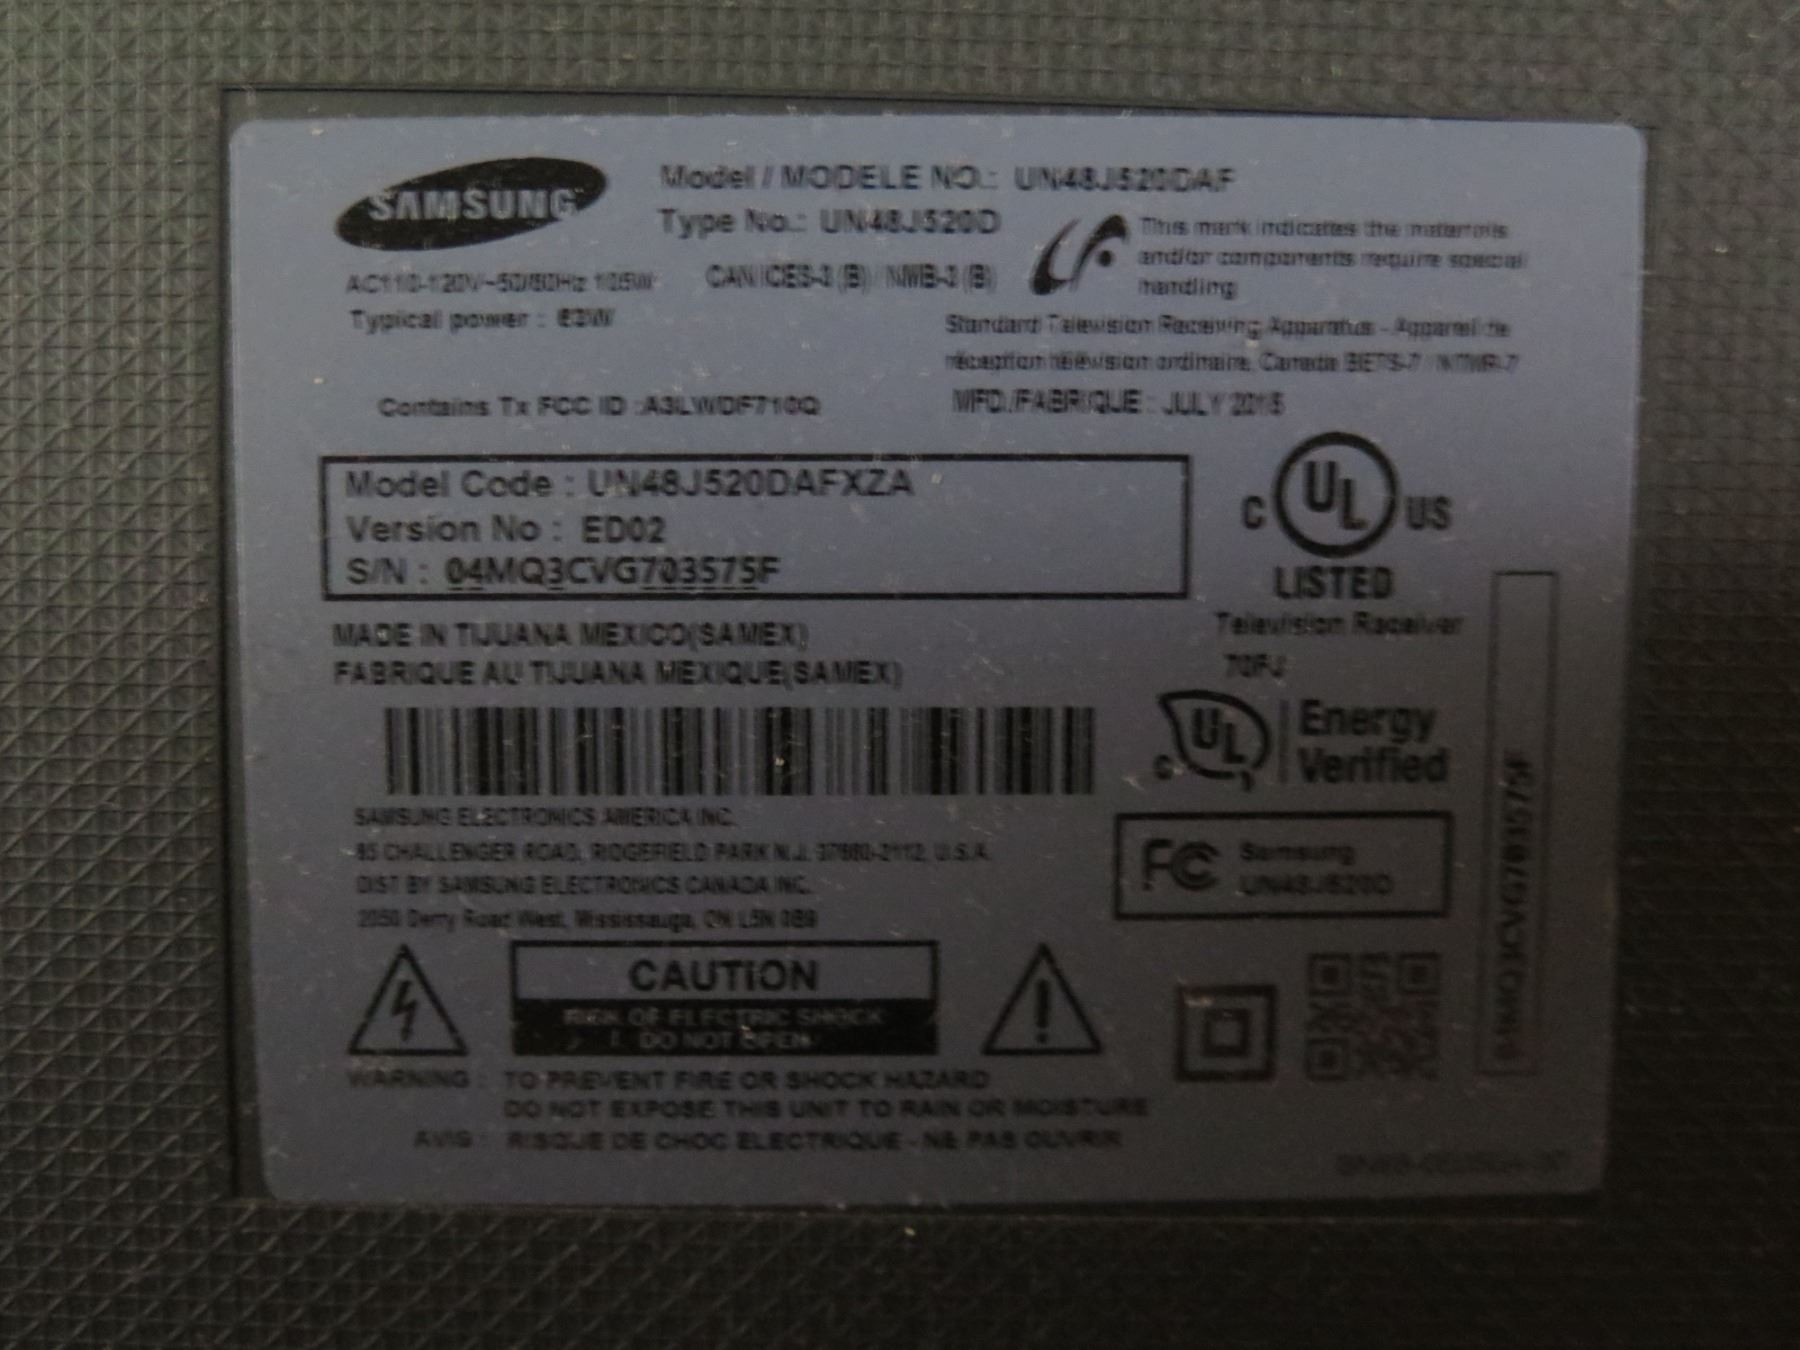 SAMSUNG
Model / MODELE NO.: UN48J520DAF
Type No.: UN48J520D
AC110-120V~50/60Hz 105W
CAN ICES-3 (B) / NMB-3 (B)
This mark indicates the materials
and/or components require special
handling
Typical power : 63W
Standard Television Receiving Apparatus - Appareil de
réception télévision ordinaire, Canada BETS-7 / NTMR-7
Contains Tx FCC ID :A3LWDF710Q
MFD./FABRIQUE : JULY 2015
Model Code : UN48J520DAFXZA
Version No : ED02
S/N : 04MQ3CVG703575F
C UL US
LISTED
Television Receiver
70FJ
MADE IN TIJUANA MEXICO(SAMEX)
FABRIQUE AU TIJUANA MEXIQUE(SAMEX)
C UL Energy
Verified
SAMSUNG ELECTRONICS AMERICA INC.
85 CHALLENGER ROAD, RIDGEFIELD PARK N.J. 07660-2112, U.S.A.
DIST BY SAMSUNG ELECTRONICS CANADA INC.
2050 Derry Road West, Mississauga, ON L5N 0B9
FC Samsung
UN48J520D
04MQ3CVG703575F
CAUTION
RISK OF ELECTRIC SHOCK
DO NOT OPEN
WARNING : TO PREVENT FIRE OR SHOCK HAZARD
DO NOT EXPOSE THIS UNIT TO RAIN OR MOISTURE
AVIS : RISQUE DE CHOC ELECTRIQUE - NE PAS OUVRIR